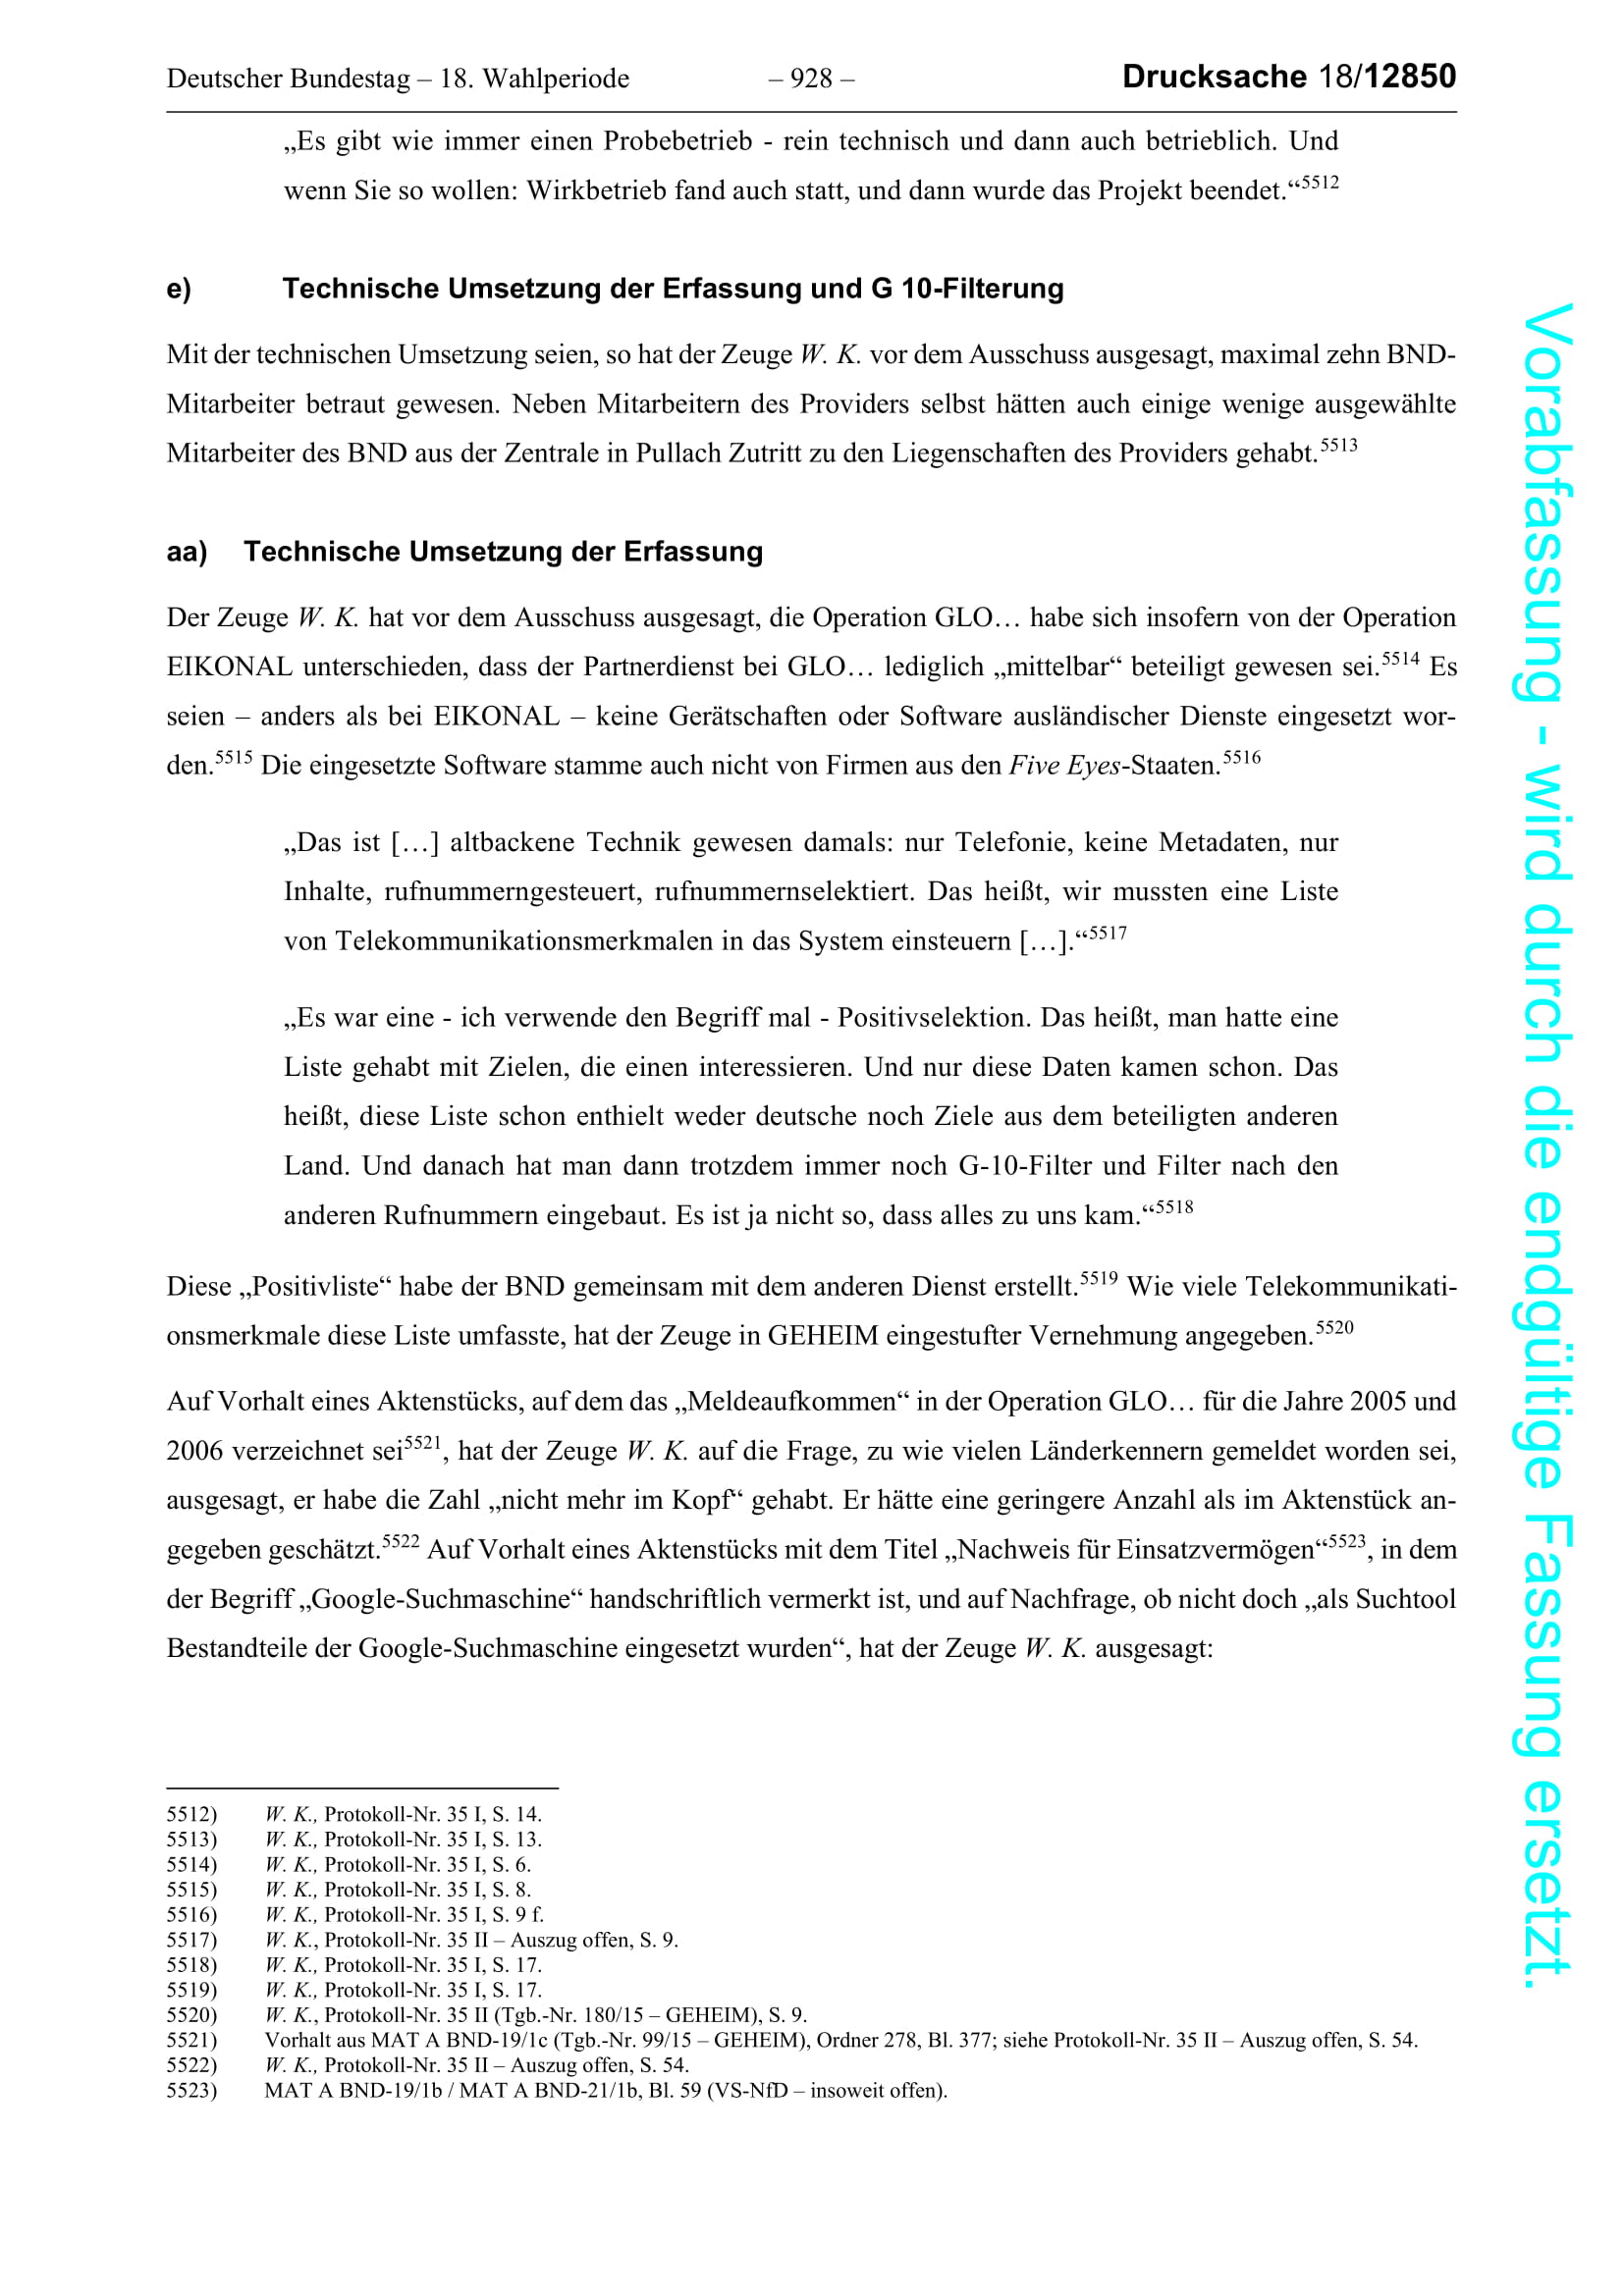 Deutscher Bundestag – 18. Wahlperiode – 928 – Drucksache 18/12850
„Es gibt wie immer einen Probebetrieb - rein technisch und dann auch betrieblich. Und
wenn Sie so wollen: Wirkbetrieb fand auch statt, und dann wurde das Projekt beendet.“5512
e) Technische Umsetzung der Erfassung und G 10-Filterung
Mit der technischen Umsetzung seien, so hat der Zeuge W. K. vor dem Ausschuss ausgesagt, maximal zehn BND-
Mitarbeiter betraut gewesen. Neben Mitarbeitern des Providers selbst hätten auch einige wenige ausgewählte
Mitarbeiter des BND aus der Zentrale in Pullach Zutritt zu den Liegenschaften des Providers gehabt.5513
aa) Technische Umsetzung der Erfassung
Der Zeuge W. K. hat vor dem Ausschuss ausgesagt, die Operation GLO… habe sich insofern von der Operation
EIKONAL unterschieden, dass der Partnerdienst bei GLO… lediglich „mittelbar“ beteiligt gewesen sei.5514 Es
seien – anders als bei EIKONAL – keine Gerätschaften oder Software ausländischer Dienste eingesetzt wor-
den.5515 Die eingesetzte Software stamme auch nicht von Firmen aus den Five Eyes-Staaten.5516
„Das ist […] altbackene Technik gewesen damals: nur Telefonie, keine Metadaten, nur
Inhalte, rufnummerngesteuert, rufnummernselektiert. Das heißt, wir mussten eine Liste
von Telekommunikationsmerkmalen in das System einsteuern […].“5517
„Es war eine - ich verwende den Begriff mal - Positivselektion. Das heißt, man hatte eine
Liste gehabt mit Zielen, die einen interessieren. Und nur diese Daten kamen schon. Das
heißt, diese Liste schon enthielt weder deutsche noch Ziele aus dem beteiligten anderen
Land. Und danach hat man dann trotzdem immer noch G-10-Filter und Filter nach den
anderen Rufnummern eingebaut. Es ist ja nicht so, dass alles zu uns kam.“5518
Diese „Positivliste“ habe der BND gemeinsam mit dem anderen Dienst erstellt.5519 Wie viele Telekommunikati-
onsmerkmale diese Liste umfasste, hat der Zeuge in GEHEIM eingestufter Vernehmung angegeben.5520
Auf Vorhalt eines Aktenstücks, auf dem das „Meldeaufkommen“ in der Operation GLO… für die Jahre 2005 und
2006 verzeichnet sei5521, hat der Zeuge W. K. auf die Frage, zu wie vielen Länderkennern gemeldet worden sei,
ausgesagt, er habe die Zahl „nicht mehr im Kopf“ gehabt. Er hätte eine geringere Anzahl als im Aktenstück an-
gegeben geschätzt.5522 Auf Vorhalt eines Aktenstücks mit dem Titel „Nachweis für Einsatzvermögen“5523, in dem
der Begriff „Google-Suchmaschine“ handschriftlich vermerkt ist, und auf Nachfrage, ob nicht doch „als Suchtool
Bestandteile der Google-Suchmaschine eingesetzt wurden“, hat der Zeuge W. K. ausgesagt:
5512) W. K., Protokoll-Nr. 35 I, S. 14.
5513) W. K., Protokoll-Nr. 35 I, S. 13.
5514) W. K., Protokoll-Nr. 35 I, S. 6.
5515) W. K., Protokoll-Nr. 35 I, S. 8.
5516) W. K., Protokoll-Nr. 35 I, S. 9 f.
5517) W. K., Protokoll-Nr. 35 II – Auszug offen, S. 9.
5518) W. K., Protokoll-Nr. 35 I, S. 17.
5519) W. K., Protokoll-Nr. 35 I, S. 17.
5520) W. K., Protokoll-Nr. 35 II (Tgb.-Nr. 180/15 – GEHEIM), S. 9.
5521) Vorhalt aus MAT A BND-19/1c (Tgb.-Nr. 99/15 – GEHEIM), Ordner 278, Bl. 377; siehe Protokoll-Nr. 35 II – Auszug offen, S. 54.
5522) W. K., Protokoll-Nr. 35 II – Auszug offen, S. 54.
5523) MAT A BND-19/1b / MAT A BND-21/1b, Bl. 59 (VS-NfD – insoweit offen).
Vorabfassung - wird durch die endgültige Fassung ersetzt.